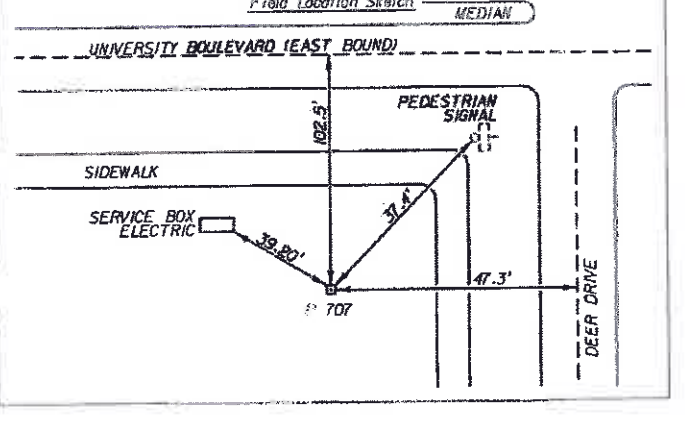 Field Location Sketch
MEDIAN
UNIVERSITY BOULEVARD (EAST BOUND)
102.5'
PEDESTRIAN
SIGNAL
SIDEWALK
SERVICE BOX
ELECTRIC
39.20'
37.4'
47.3'
P 707
DEER DRIVE